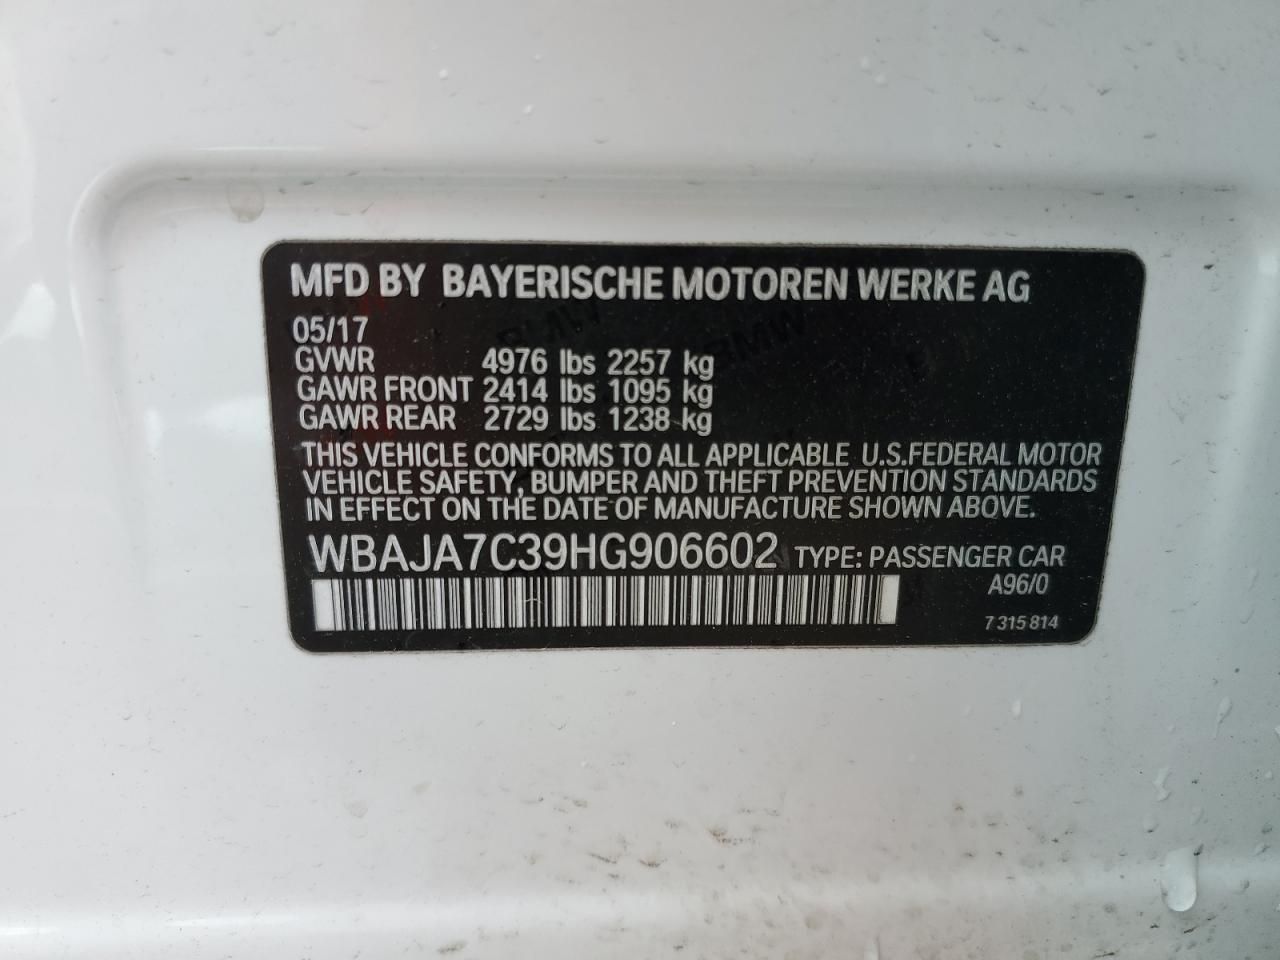 MFD BY BAYERISCHE MOTOREN WERKE AG
05/17
GVWR 4976 lbs 2257 kg
GAWR FRONT 2414 lbs 1095 kg
GAWR REAR 2729 lbs 1238 kg
THIS VEHICLE CONFORMS TO ALL APPLICABLE U.S.FEDERAL MOTOR
VEHICLE SAFETY, BUMPER AND THEFT PREVENTION STANDARDS
IN EFFECT ON THE DATE OF MANUFACTURE SHOWN ABOVE.
WBAJA7C39HG906602 TYPE: PASSENGER CAR
A96/0
7 315 814